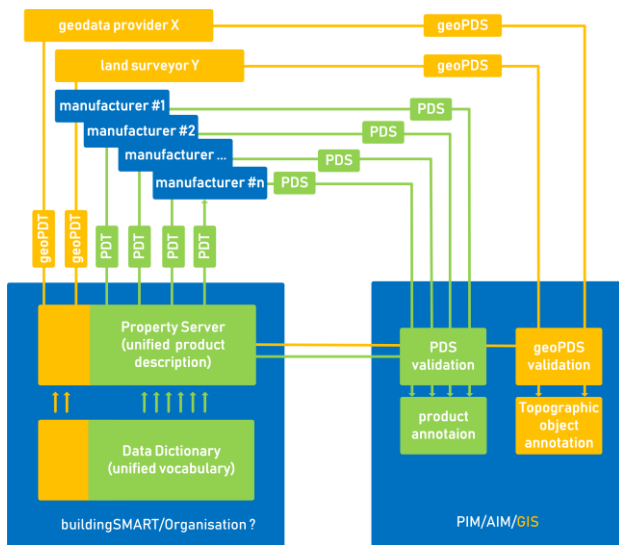 geodata provider X
geoPDS
land surveyor Y
geoPDS
manufacturer #1
PDS
manufacturer #2
PDS
manufacturer ...
PDS
manufacturer #n
PDS
geoPDT
geoPDT
PDT
PDT
PDT
PDT
Property Server
(unified product
description)
PDS
validation
geoPDS
validation
Data Dictionary
(unified vocabulary)
product
annotaion
Topographic
object
annotation
buildingSMART/Organisation ?
PIM/AIM/GIS